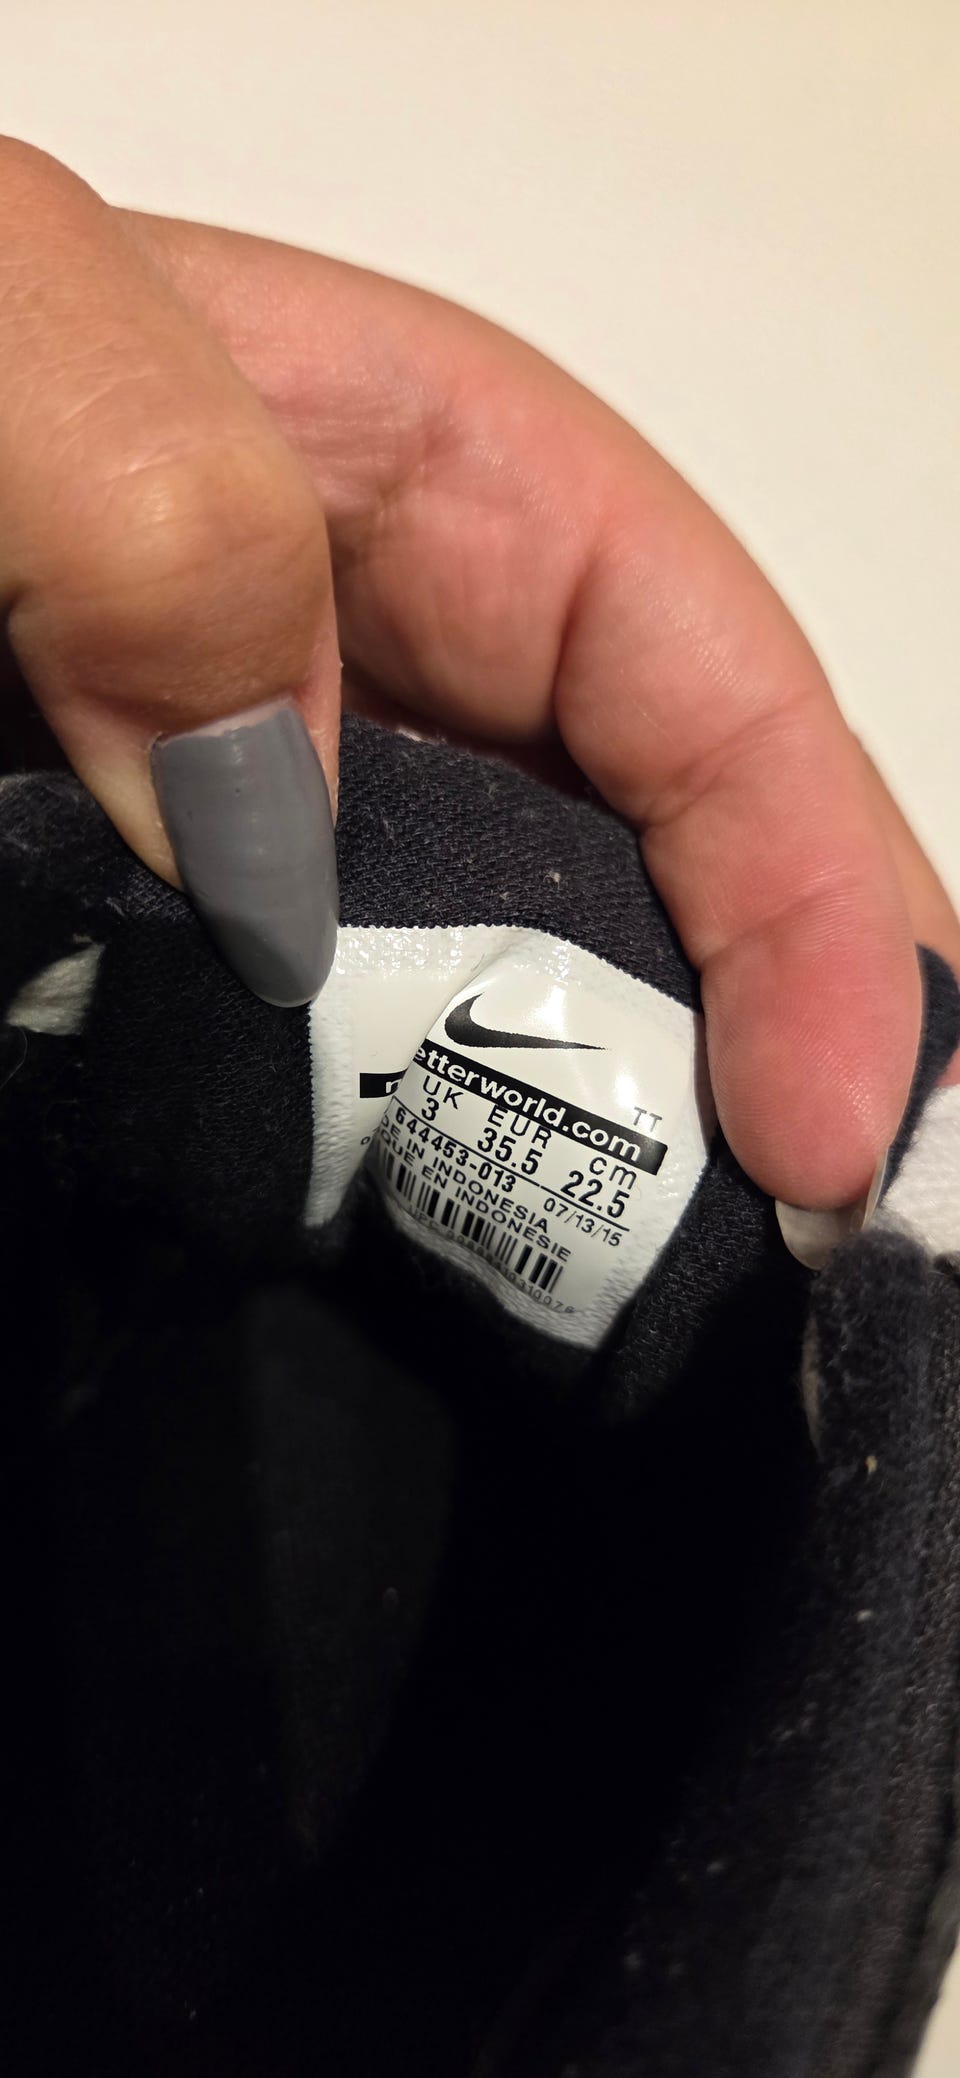 etterworld.com
TT
UK EUR cm
3 35.5 22.5
644453-013 07/13/15
DE IN INDONESIA
QUE EN INDONESIE